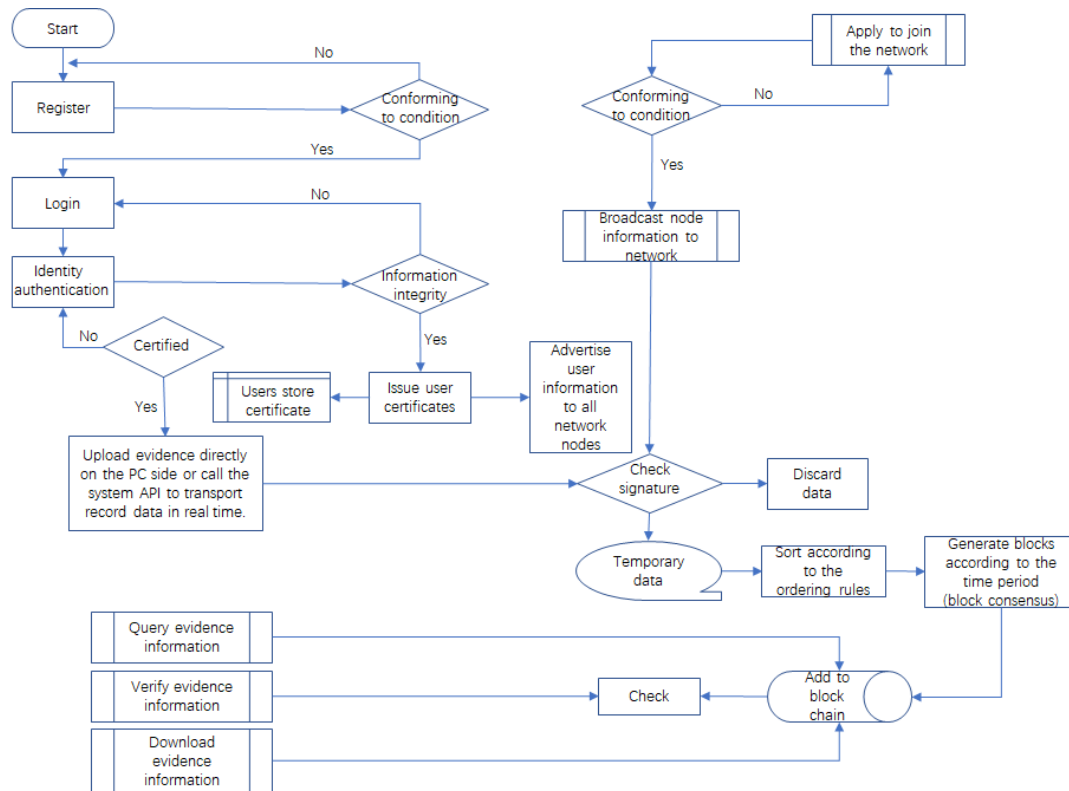 Start
No
Apply to join
the network
Register
Conforming
to condition
Conforming
to condition
No
Yes
Yes
Login
No
Broadcast node
information to
network
Identity
authentication
Information
integrity
No
Certified
Yes
Advertise
user
information
to all
network
nodes
Users store
certificate
Issue user
certificates
Yes
Upload evidence directly
on the PC side or call the
system API to transport
record data in real time.
Check
signature
Discard
data
Temporary
data
Sort according
to the
ordering rules
Generate blocks
according to the
time period
(block consensus)
Query evidence
information
Verify evidence
information
Check
Add to
block
chain
Download
evidence
information